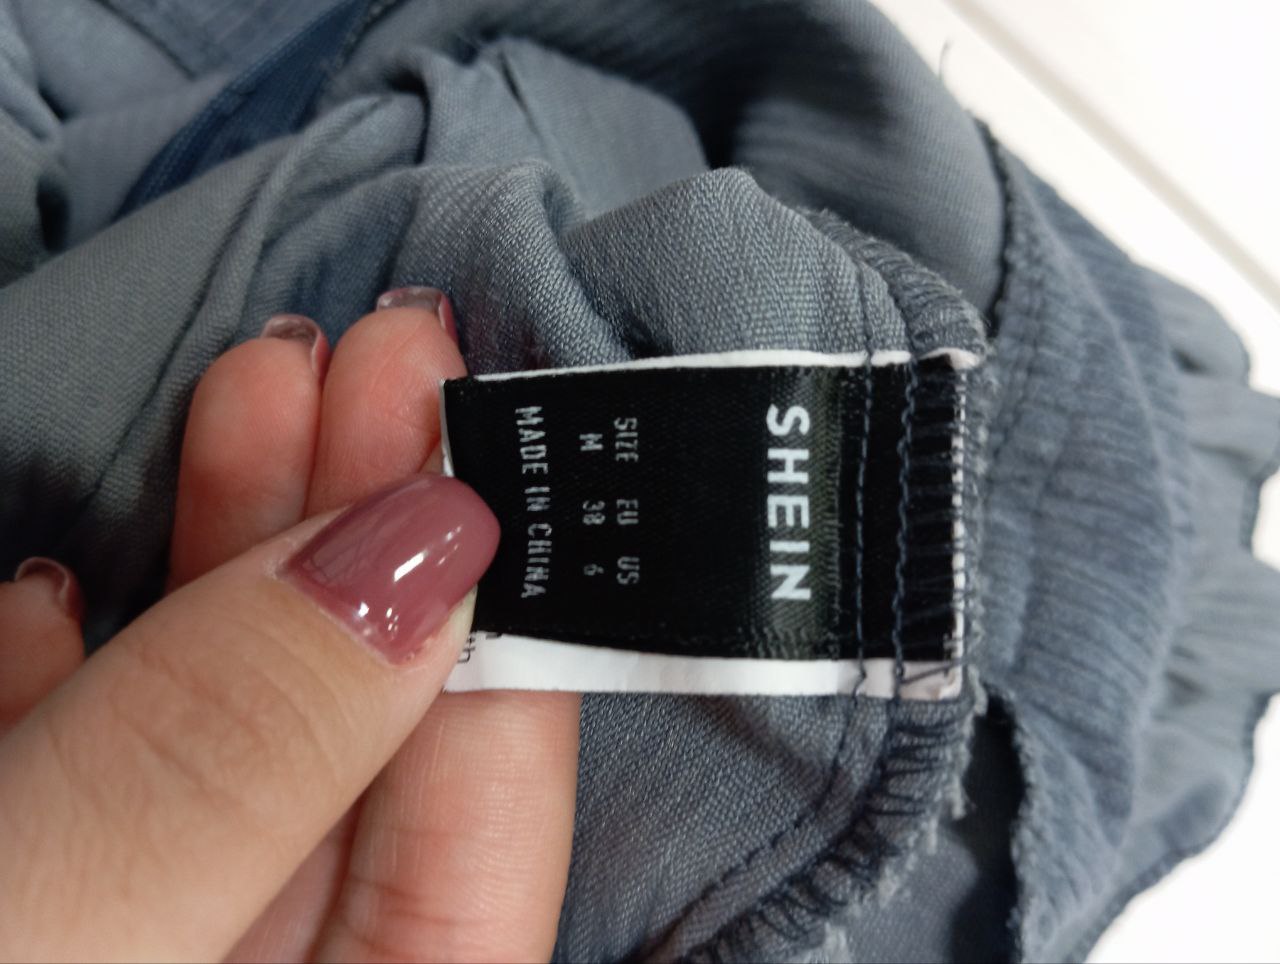 SHEIN
SIZE EU US
M 38 6
MADE IN CHINA